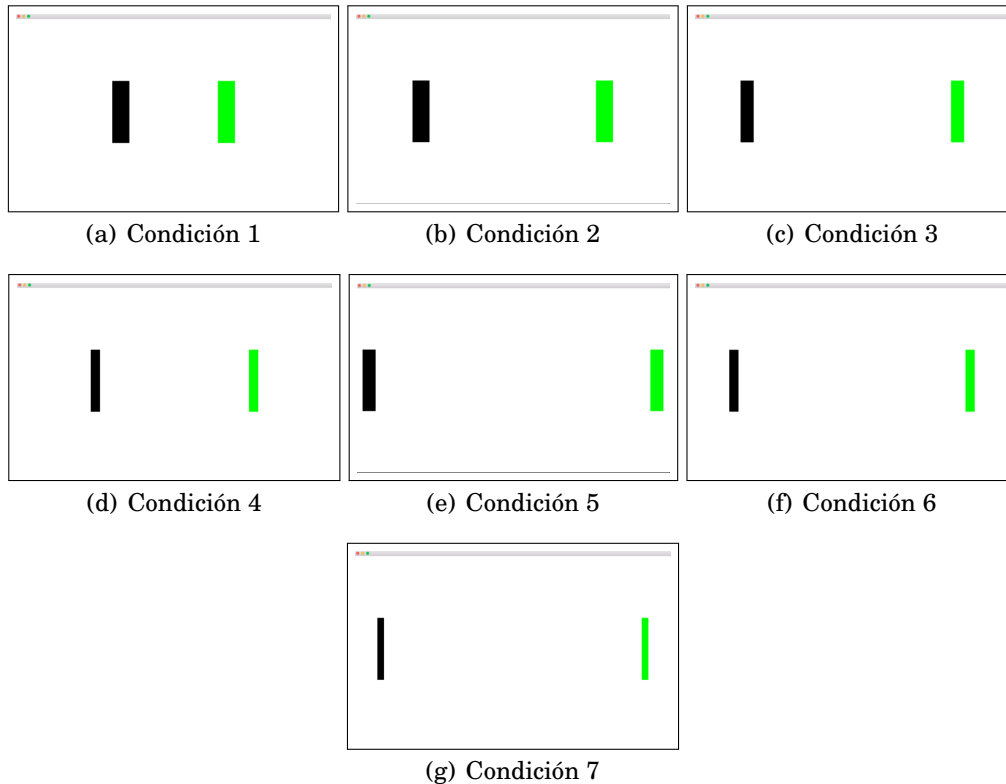 (a) Condición 1
(b) Condición 2
(c) Condición 3
(d) Condición 4
(e) Condición 5
(f) Condición 6
(g) Condición 7